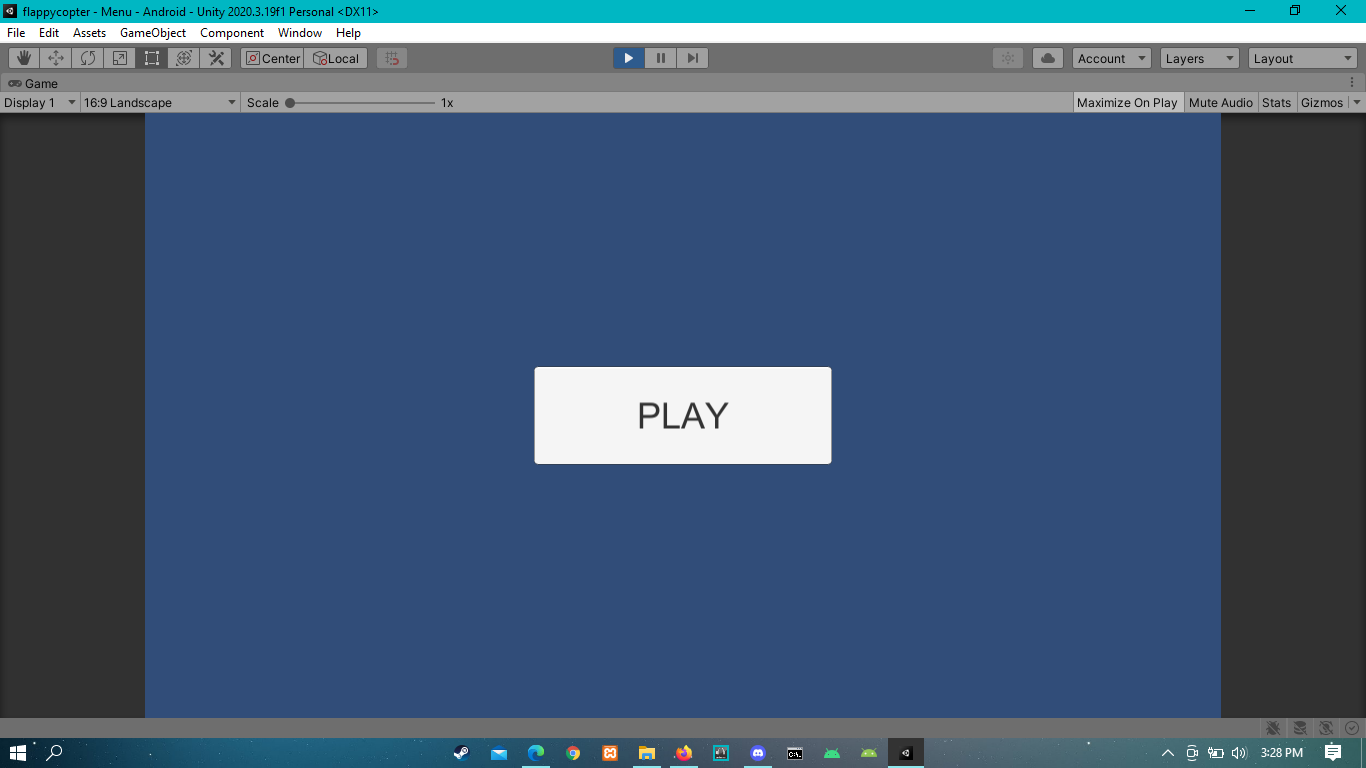 flappycopter - Menu - Android - Unity 2020.3.19f1 Personal <DX11>
File Edit Assets GameObject Component Window Help
Center Local Account Layers Layout
Game
Display 1 16:9 Landscape Scale 1x Maximize On Play Mute Audio Stats Gizmos
PLAY
3:28 PM